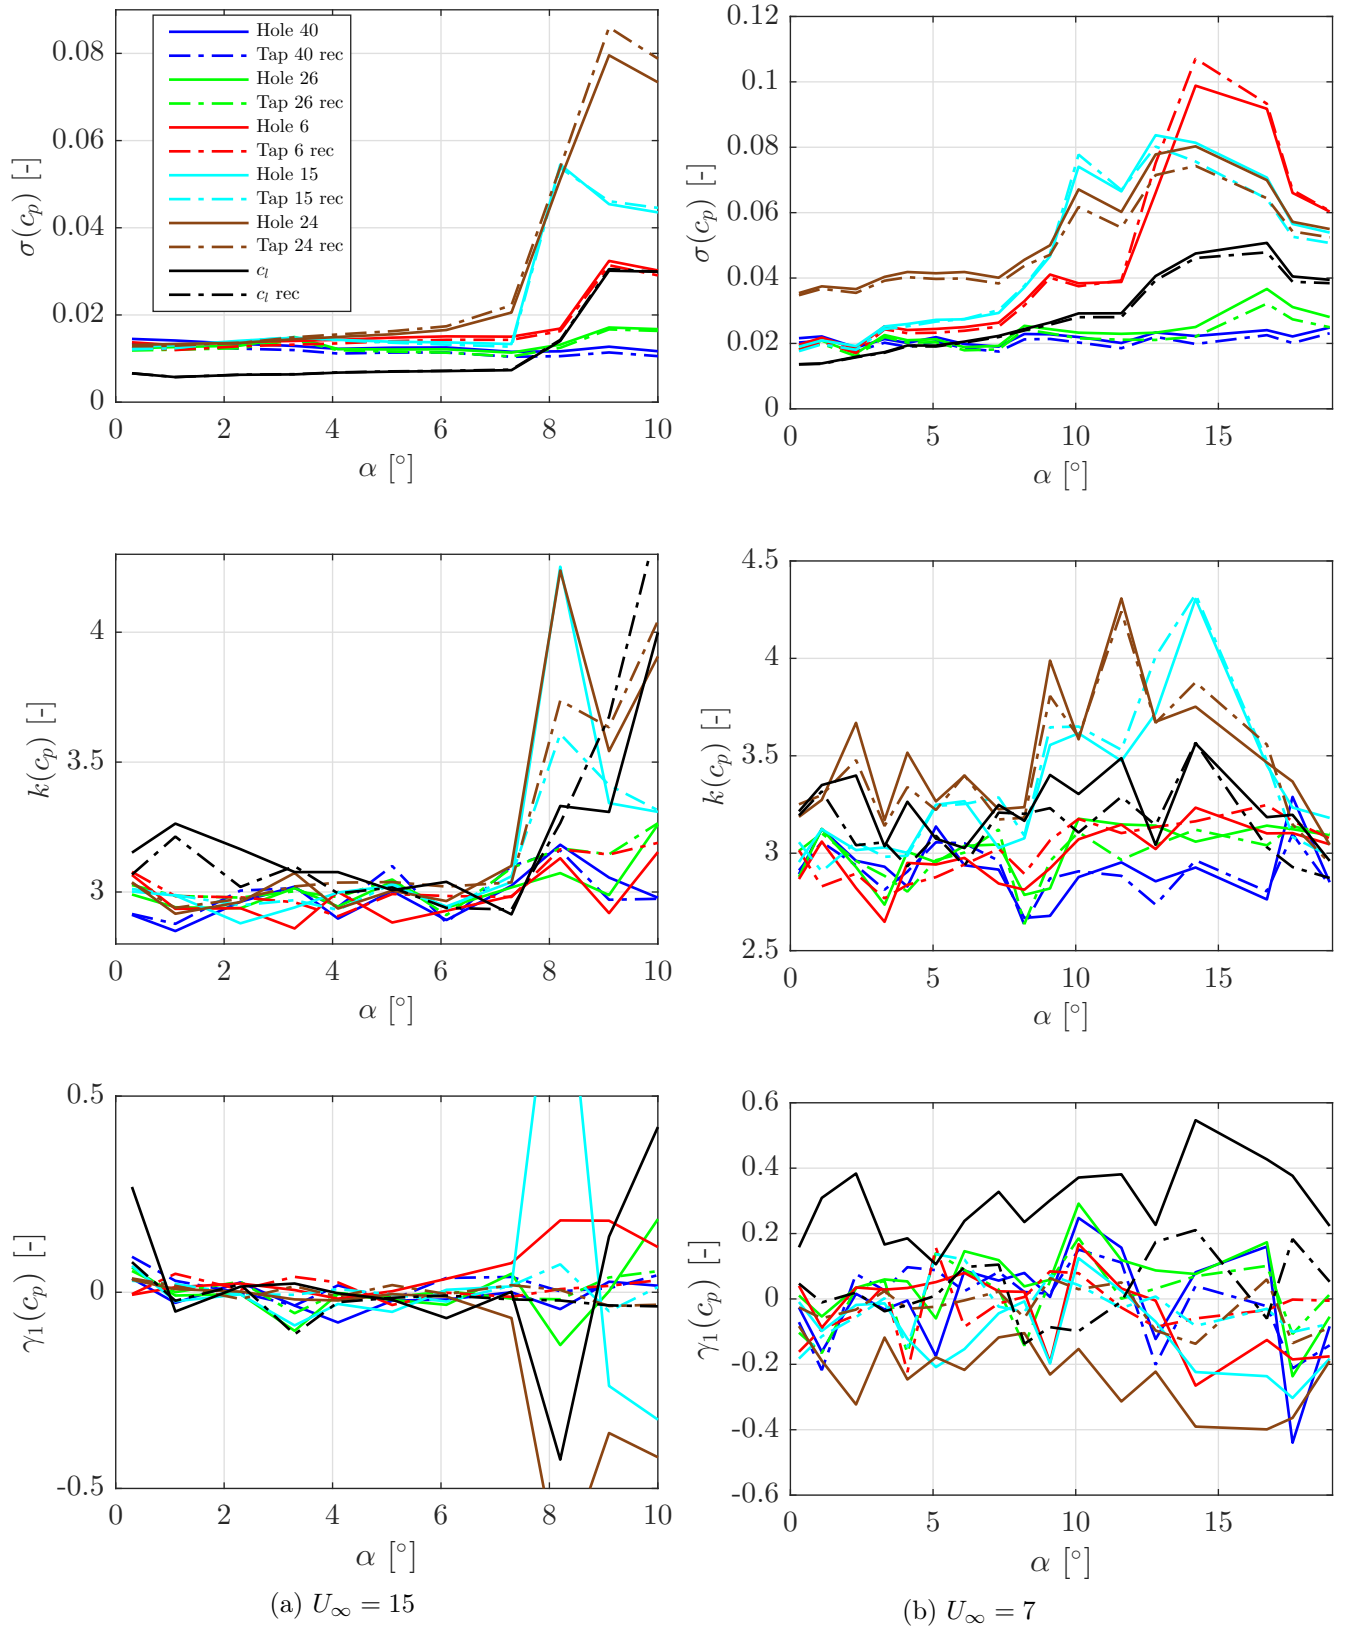 σ(c_p) [-]
0.08
0.06
0.04
0.02
0
0 2 4 6 8 10
α [°]
Hole 40
Tap 40 rec
Hole 26
Tap 26 rec
Hole 6
Tap 6 rec
Hole 15
Tap 15 rec
Hole 24
Tap 24 rec
c_l
c_l rec
σ(c_p) [-]
0.12
0.1
0.08
0.06
0.04
0.02
0
0 5 10 15
α [°]
k(c_p) [-]
4
3.5
3
0 2 4 6 8 10
α [°]
k(c_p) [-]
4.5
4
3.5
3
2.5
0 5 10 15
α [°]
γ_1(c_p) [-]
0.5
0
-0.5
0 2 4 6 8 10
α [°]
(a) U_∞ = 15
γ_1(c_p) [-]
0.6
0.4
0.2
0
-0.2
-0.4
-0.6
0 5 10 15
α [°]
(b) U_∞ = 7